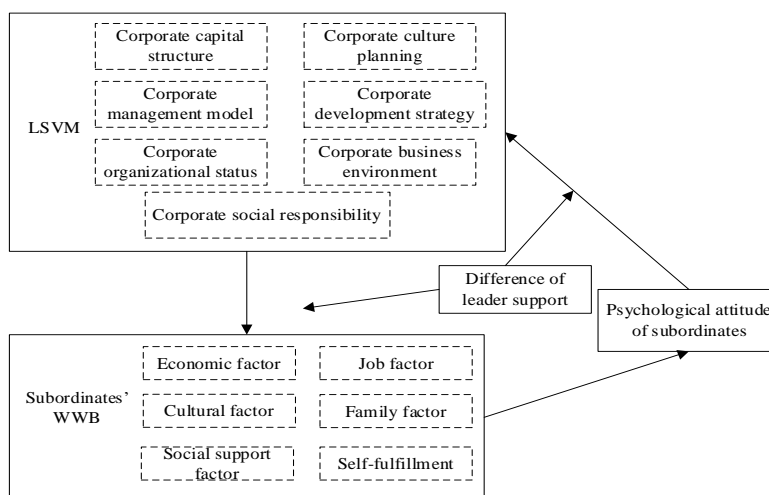 Corporate capital
structure
Corporate culture
planning
Corporate
management model
Corporate
development strategy
LSVM
Corporate
organizational status
Corporate business
environment
Corporate social responsibility
Difference of
leader support
Psychological attitude
of subordinates
Economic factor
Job factor
Subordinates’
WWB
Cultural factor
Family factor
Social support
factor
Self-fulfillment